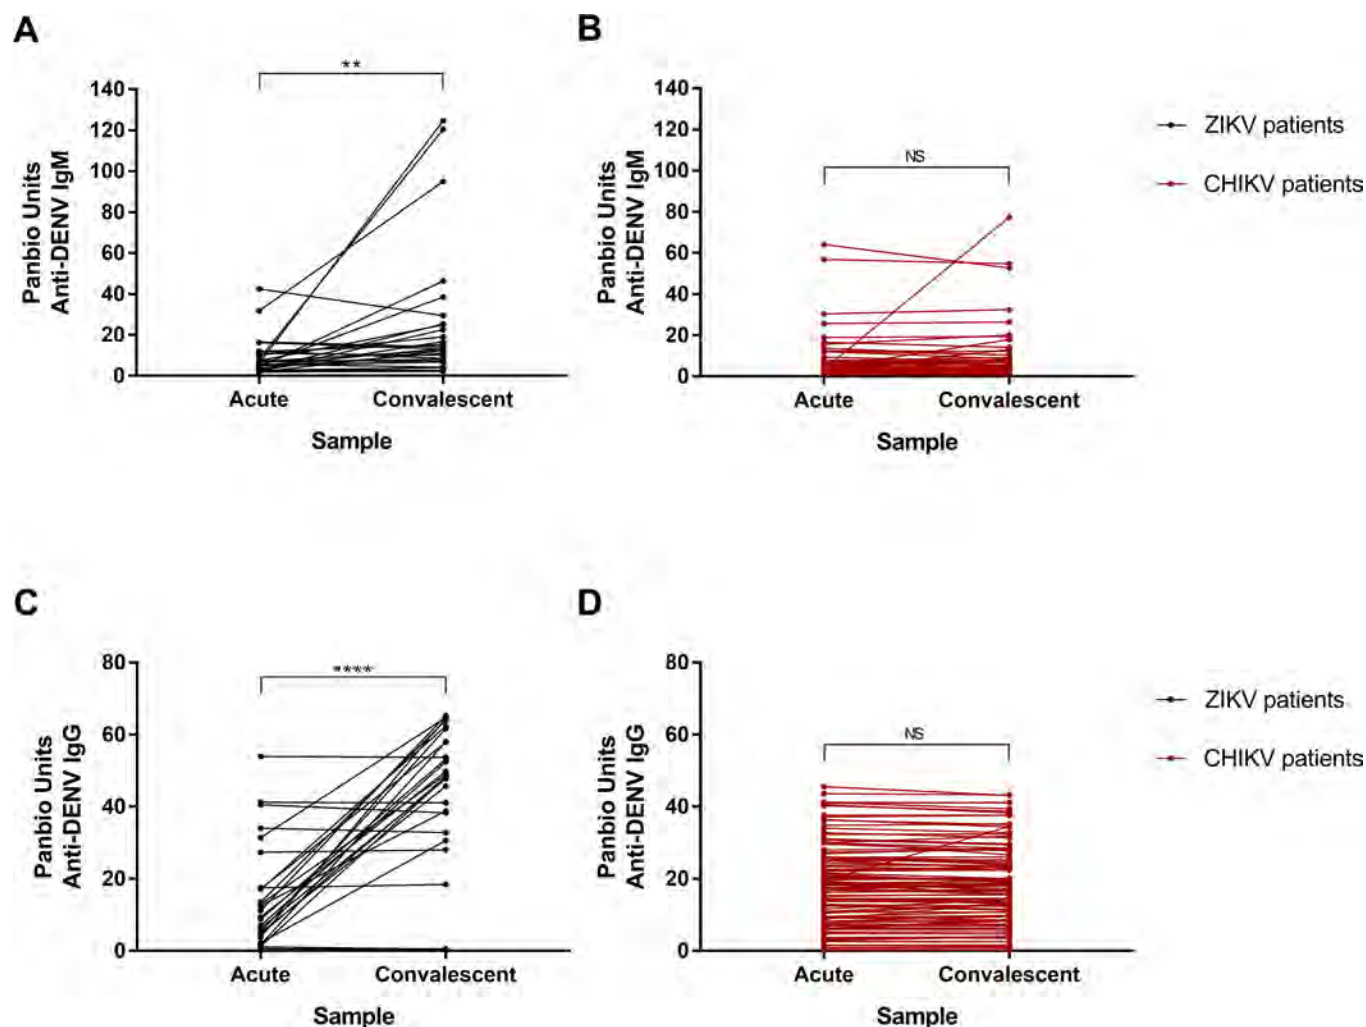 A
B
**
140
120
100
80
60
40
20
0
Panbio Units
Anti-DENV IgM
Acute
Convalescent
Sample
NS
140
120
100
80
60
40
20
0
Panbio Units
Anti-DENV IgM
Acute
Convalescent
Sample
ZIKV patients
CHIKV patients
C
D
****
80
60
40
20
0
Panbio Units
Anti-DENV IgG
Acute
Convalescent
Sample
NS
80
60
40
20
0
Panbio Units
Anti-DENV IgG
Acute
Convalescent
Sample
ZIKV patients
CHIKV patients